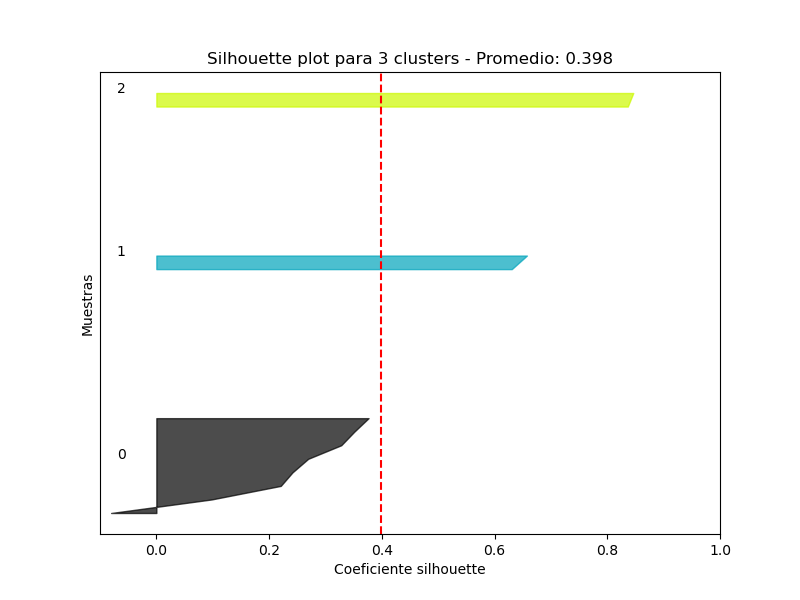 Silhouette plot para 3 clusters - Promedio: 0.398
2
1
0
Muestras
0.0 0.2 0.4 0.6 0.8 1.0
Coeficiente silhouette